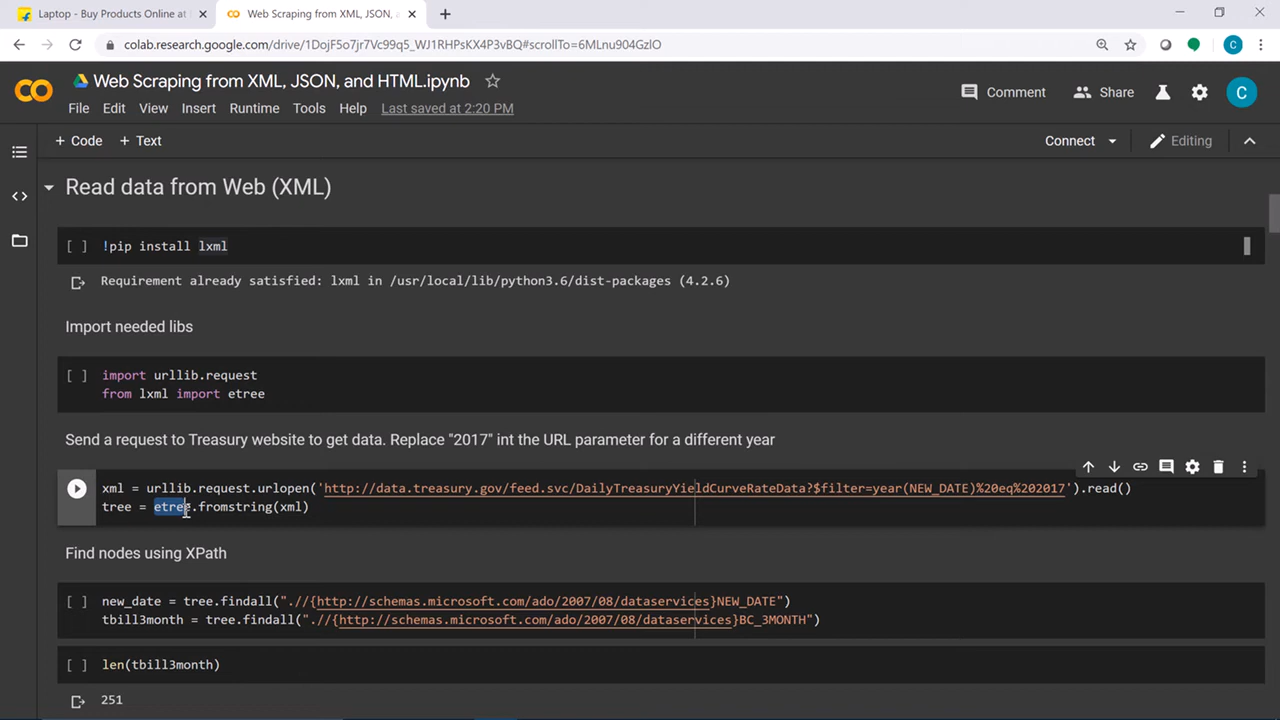 Laptop - Buy Products Online at
Web Scraping from XML, JSON, an
colab.research.google.com/drive/1DojF5o7jr7Vc99q5_WJ1RHPsKX4P3vBQ#scrollTo=6MLnu904GzlO
C
Web Scraping from XML, JSON, and HTML.ipynb
File Edit View Insert Runtime Tools Help Last saved at 2:20 PM
Comment Share C
+ Code + Text
Connect Editing
Read data from Web (XML)
[ ] !pip install lxml
Requirement already satisfied: lxml in /usr/local/lib/python3.6/dist-packages (4.2.6)
Import needed libs
[ ] import urllib.request
from lxml import etree
Send a request to Treasury website to get data. Replace "2017" int the URL parameter for a different year
xml = urllib.request.urlopen('http://data.treasury.gov/feed.svc/DailyTreasuryYieldCurveRateData?$filter=year(NEW_DATE)%20eq%202017').read()
tree = etree.fromstring(xml)
Find nodes using XPath
[ ] new_date = tree.findall(".//{http://schemas.microsoft.com/ado/2007/08/dataservices}NEW_DATE")
tbill3month = tree.findall(".//{http://schemas.microsoft.com/ado/2007/08/dataservices}BC_3MONTH")
[ ] len(tbill3month)
251